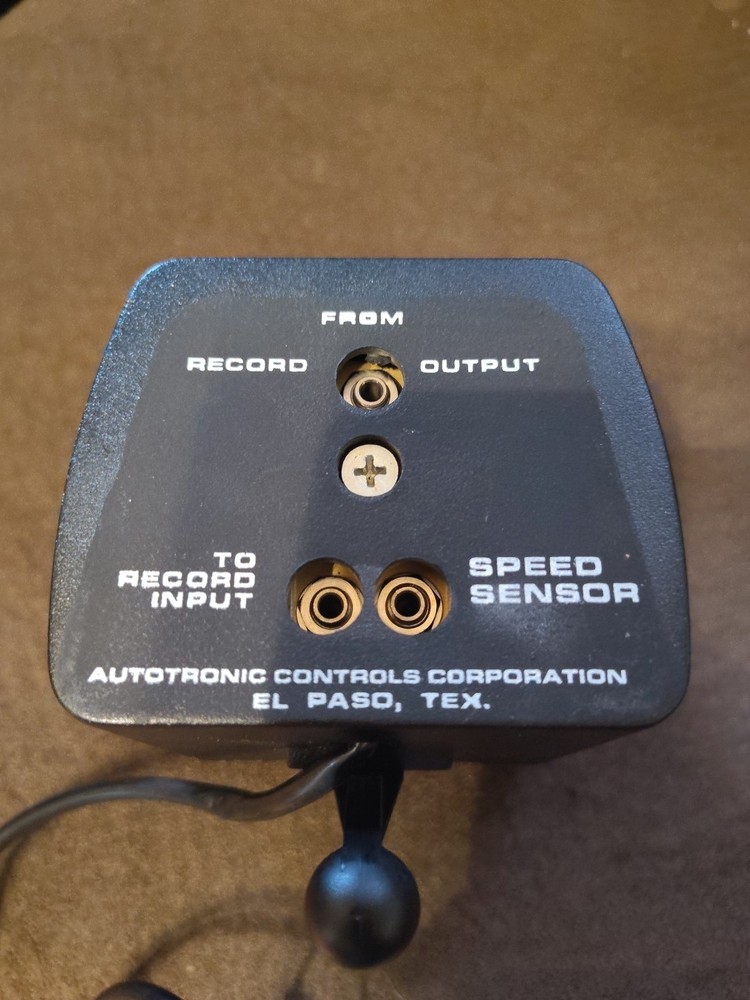 FROM
RECORD OUTPUT
TO
RECORD
INPUT
SPEED
SENSOR
AUTOTRONIC CONTROLS CORPORATION
EL PASO, TEX.